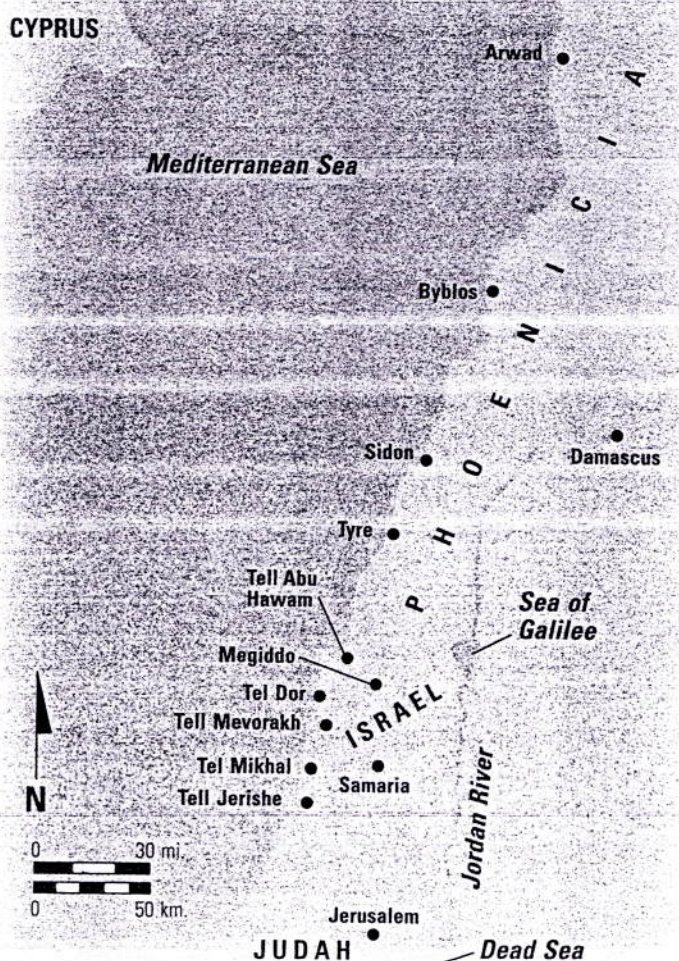 CYPRUS
Arwad
Mediterranean Sea
Byblos
PHOENICIA
Sidon
Damascus
Tyre
Tell Abu
Hawam
Sea of
Galilee
Megiddo
Tel Dor
Tell Mevorakh
ISRAEL
Tel Mikhal
Samaria
Tell Jerishe
Jordan River
N
0 30 mi.
0 50 km.
Jerusalem
JUDAH
Dead Sea